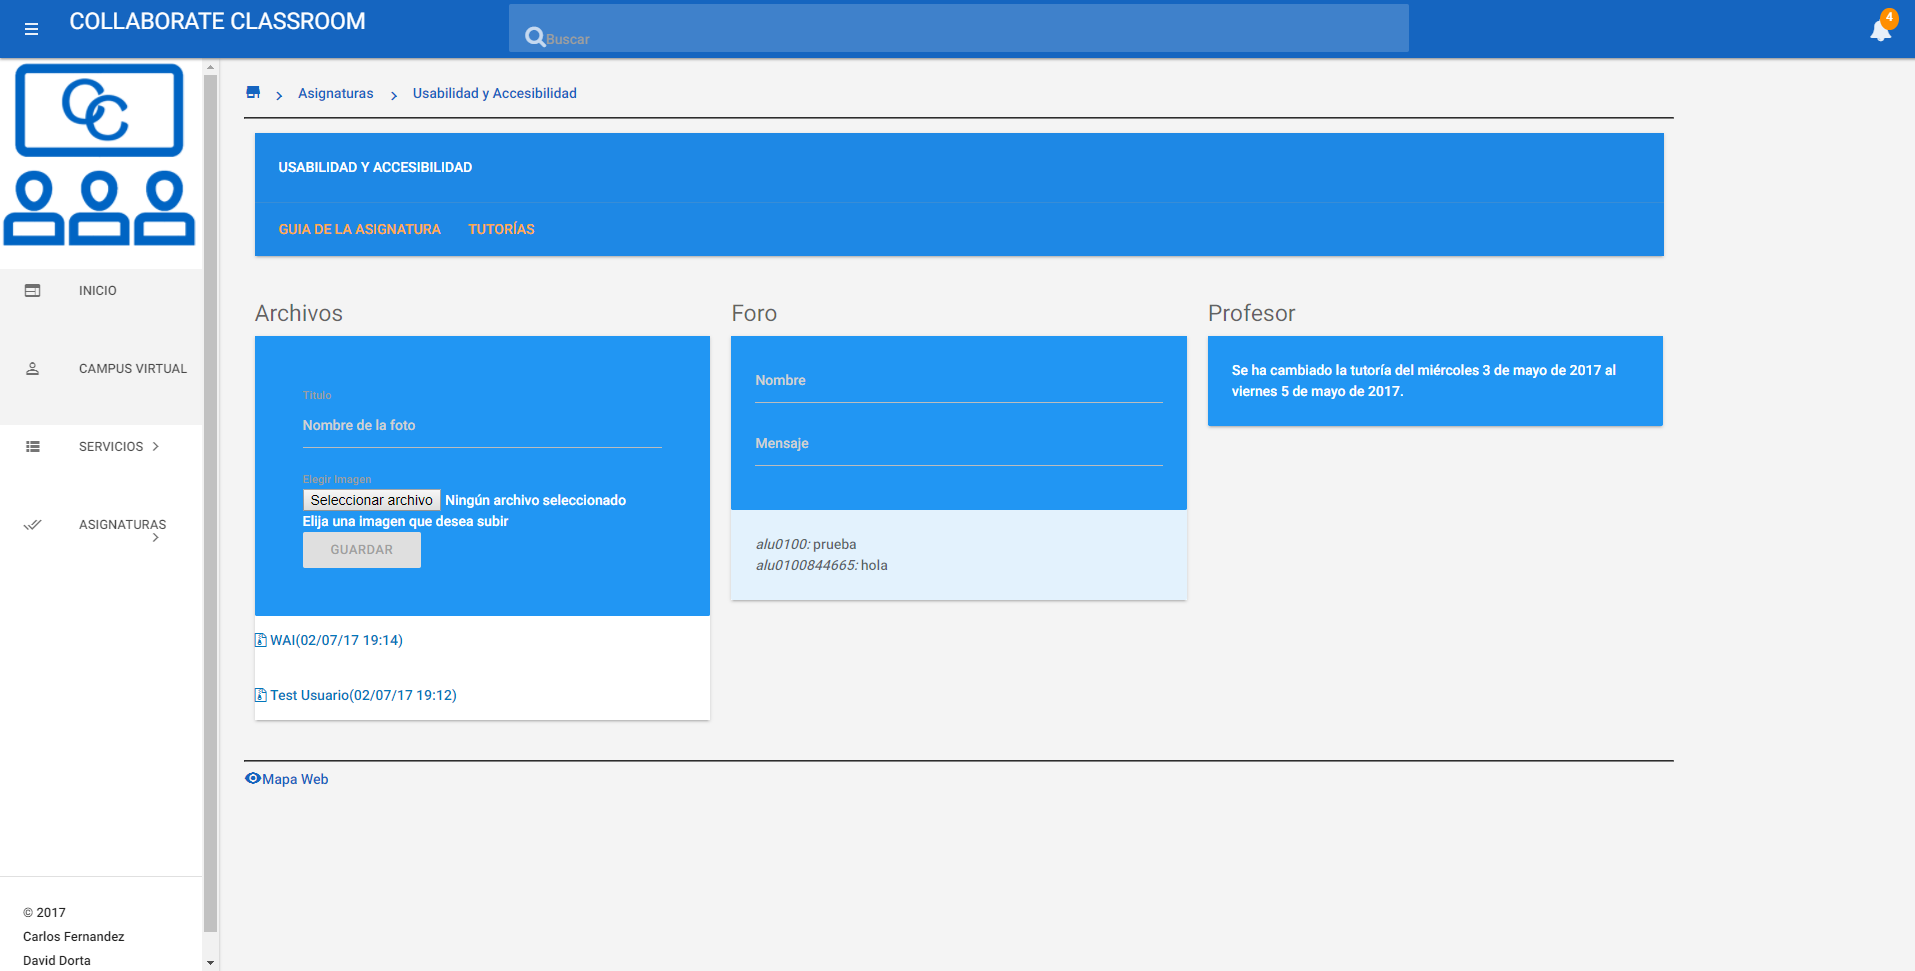 COLLABORATE CLASSROOM
Buscar
4
Asignaturas
Usabilidad y Accesibilidad
INICIO
CAMPUS VIRTUAL
SERVICIOS
ASIGNATURAS
© 2017
Carlos Fernandez
David Dorta
USABILIDAD Y ACCESIBILIDAD
GUIA DE LA ASIGNATURA TUTORÍAS
Archivos
Titulo
Nombre de la foto
Elegir Imagen
Seleccionar archivo Ningún archivo seleccionado
Elija una imagen que desea subir
GUARDAR
WAI(02/07/17 19:14)
Test Usuario(02/07/17 19:12)
Foro
Nombre
Mensaje
alu0100: prueba
alu0100844665: hola
Profesor
Se ha cambiado la tutoría del miércoles 3 de mayo de 2017 al
viernes 5 de mayo de 2017.
Mapa Web